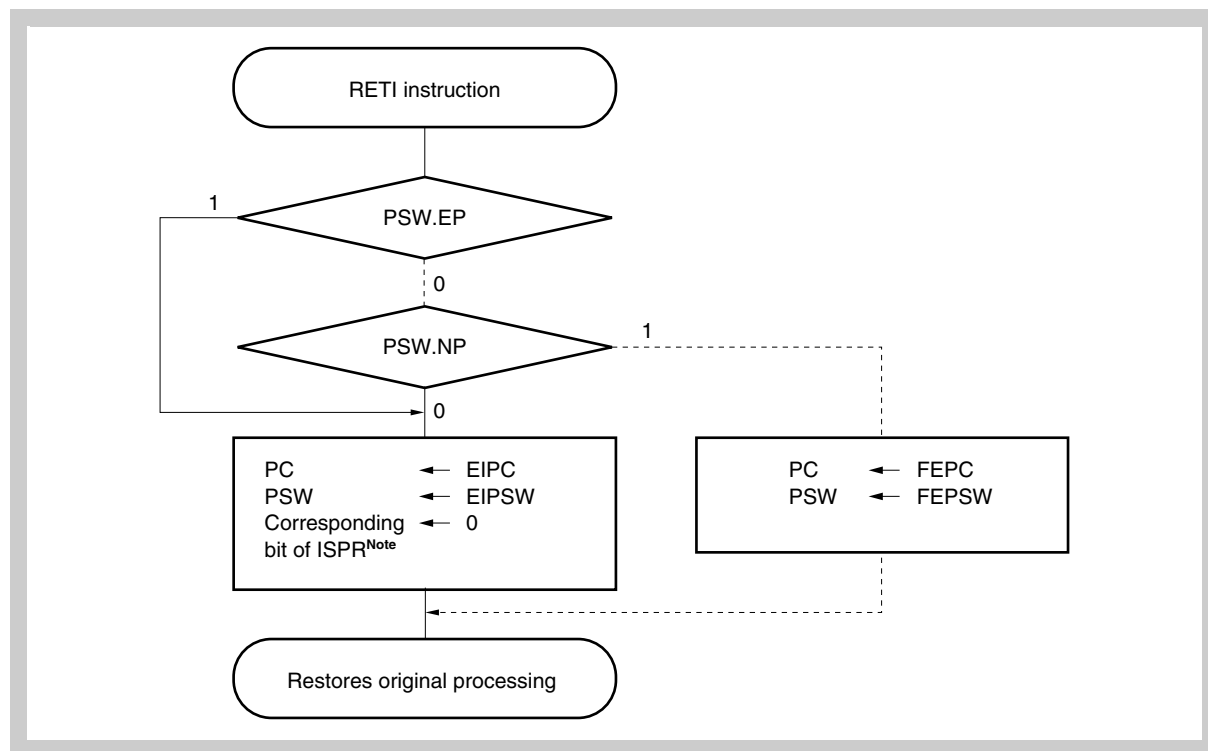 RETI instruction
1
PSW.EP
0
PSW.NP
1
0
PC ← EIPC
PSW ← EIPSW
Corresponding ← 0
bit of ISPRNote
PC ← FEPC
PSW ← FEPSW
Restores original processing